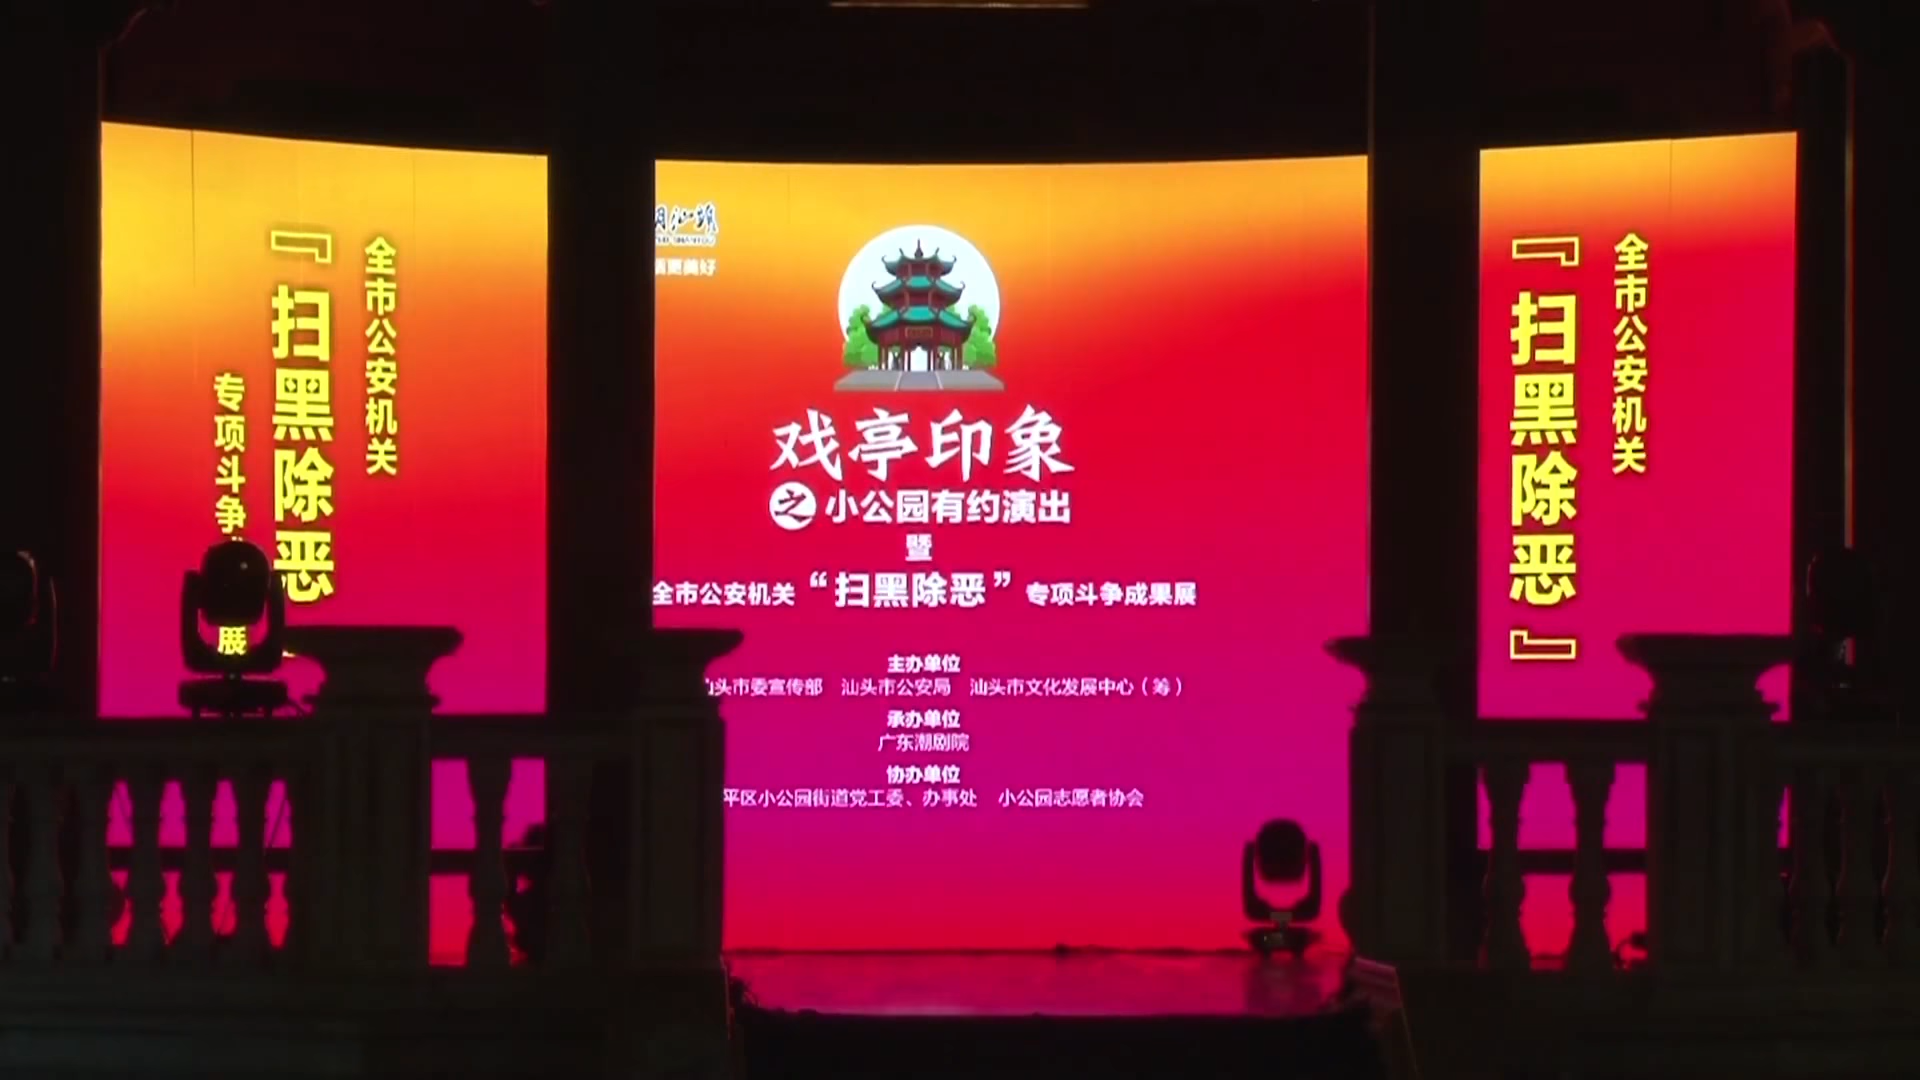 全市公安机关
『扫黑除恶
专项斗争
展
汕头
更美好
戏亭印象
之小公园有约演出
暨
全市公安机关“扫黑除恶”专项斗争成果展
主办单位
汕头市委宣传部 汕头市公安局 汕头市文化发展中心（筹）
承办单位
广东潮剧院
协办单位
平区小公园街道党工委、办事处 小公园志愿者协会
全市公安机关
『扫黑除恶』